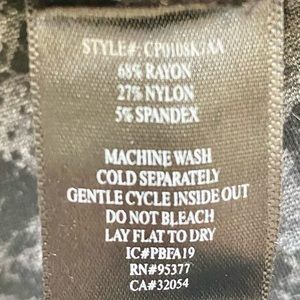 STYLE#: CP0108K7AA
68% RAYON
27% NYLON
5% SPANDEX
MACHINE WASH
COLD SEPARATELY
GENTLE CYCLE INSIDE OUT
DO NOT BLEACH
LAY FLAT TO DRY
IC#PBFA19
RN#95377
CA#32054